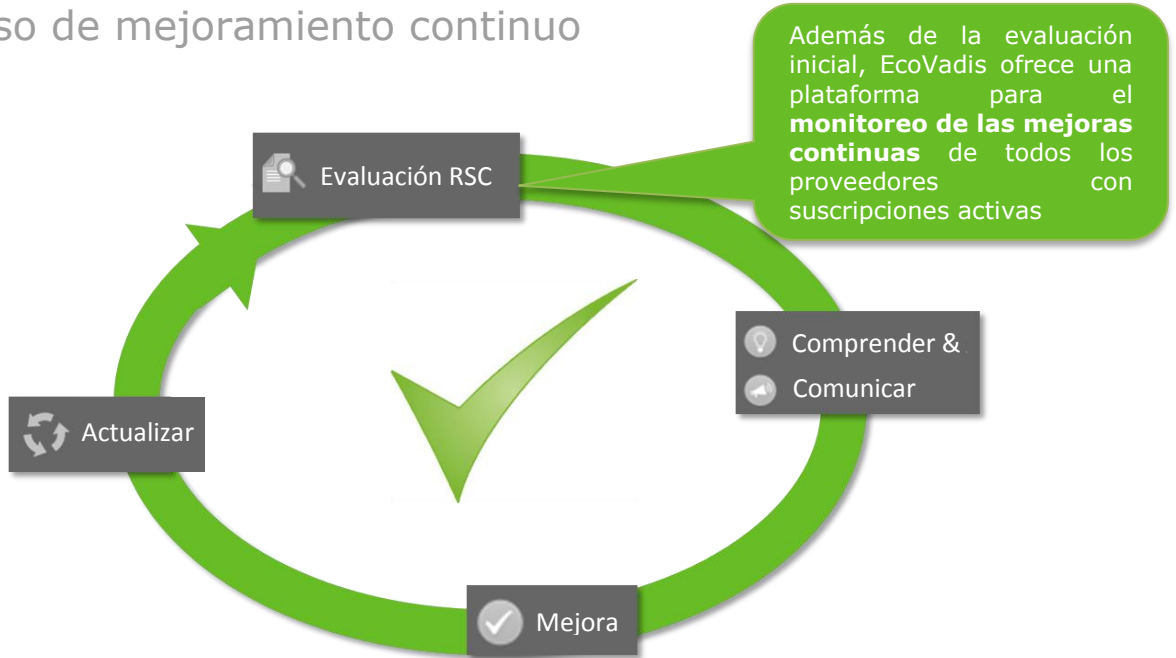 so de mejoramiento continuo
Además de la evaluación
inicial, EcoVadis ofrece una
plataforma para el
monitoreo de las mejoras
continuas de todos los
proveedores con
suscripciones activas
Evaluación RSC
Comprender &
Comunicar
Actualizar
Mejora